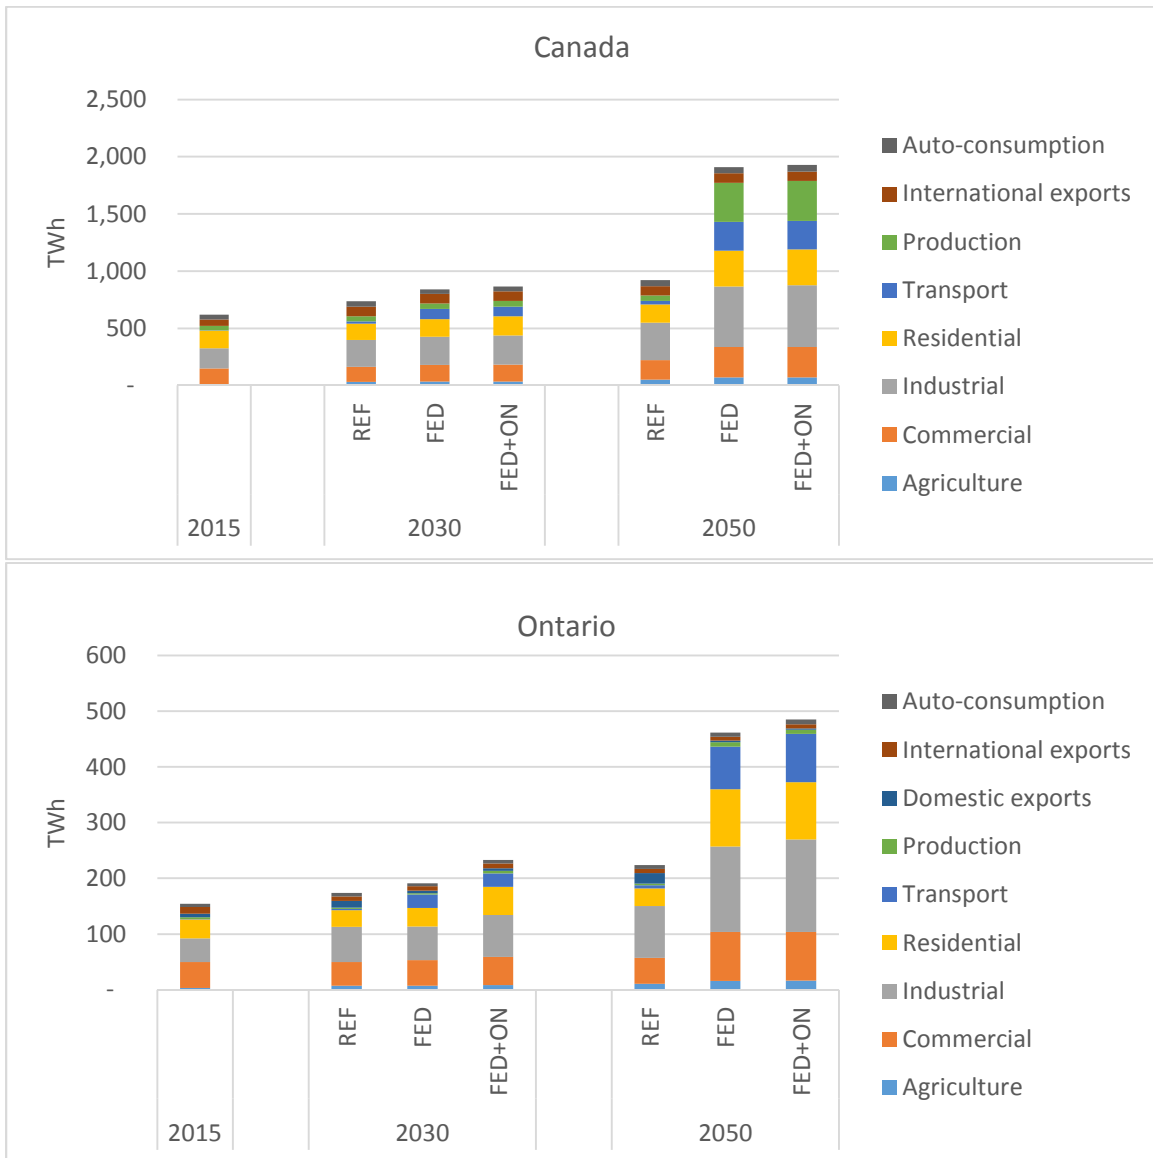 Canada
TWh
2,500
2,000
1,500
1,000
500
-
REF
FED
FED+ON
REF
FED
FED+ON
2015
2030
2050
Auto-consumption
International exports
Production
Transport
Residential
Industrial
Commercial
Agriculture
Ontario
TWh
600
500
400
300
200
100
-
REF
FED
FED+ON
REF
FED
FED+ON
2015
2030
2050
Auto-consumption
International exports
Domestic exports
Production
Transport
Residential
Industrial
Commercial
Agriculture